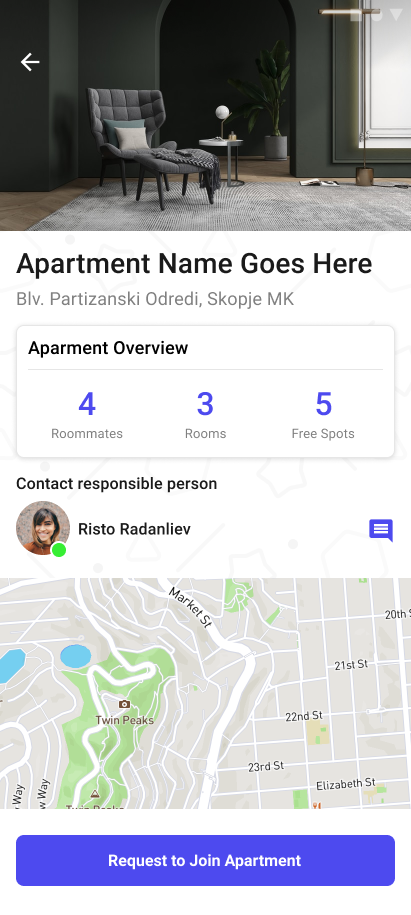 Apartment Name Goes Here
Blv. Partizanski Odredi, Skopje MK
Aparment Overview
4
3
5
Roommates
Rooms
Free Spots
Contact responsible person
Risto Radanliev
Market St
20th S
21st St
Twin Peaks
22nd St
23rd St
Elizabeth St
Way
w Way
Twin Peaks
Request to Join Apartment